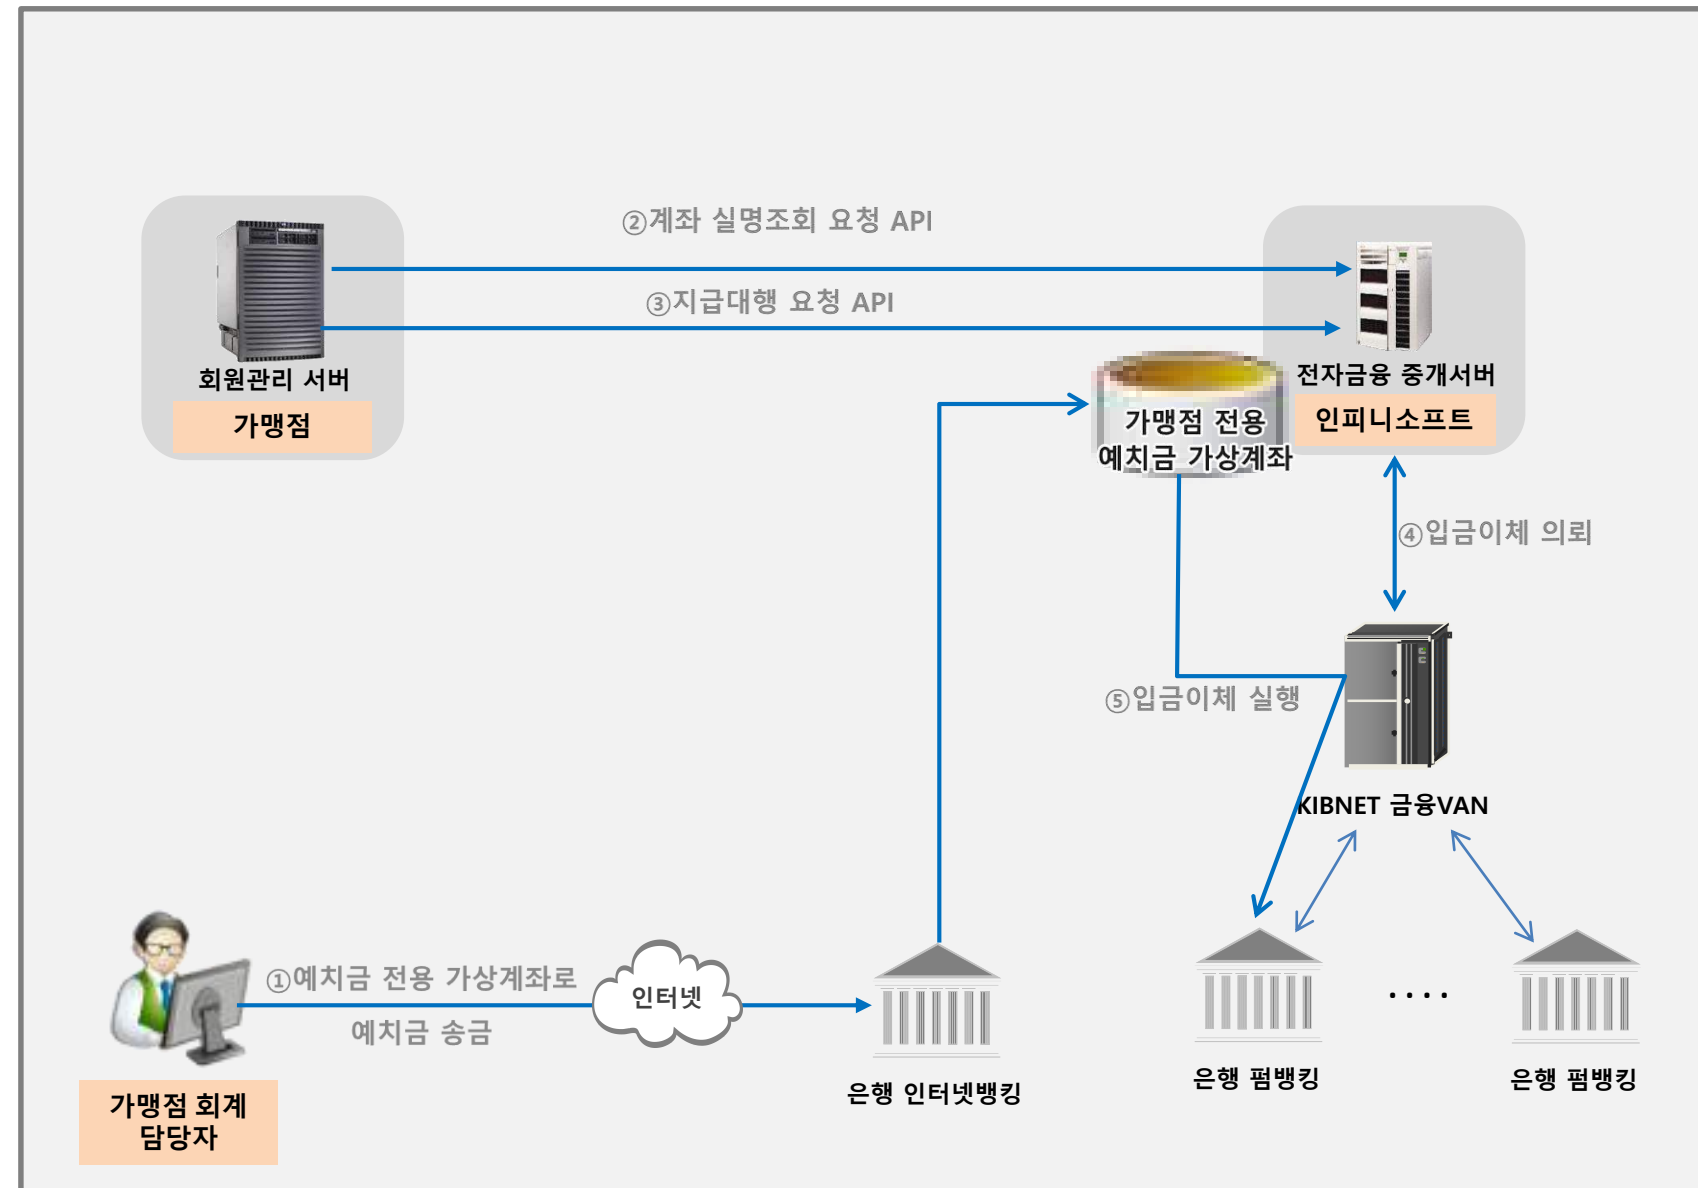 ②계좌 실명조회 요청 API
③지급대행 요청 API
회원관리 서버
가맹점
전자금융 중개서버
인피니소프트
가맹점 전용
예치금 가상계좌
④입금이체 의뢰
⑤입금이체 실행
KIBNET 금융VAN
①예치금 전용 가상계좌로
예치금 송금
인터넷
....
은행 인터넷뱅킹
은행 펌뱅킹
은행 펌뱅킹
가맹점 회계
담당자